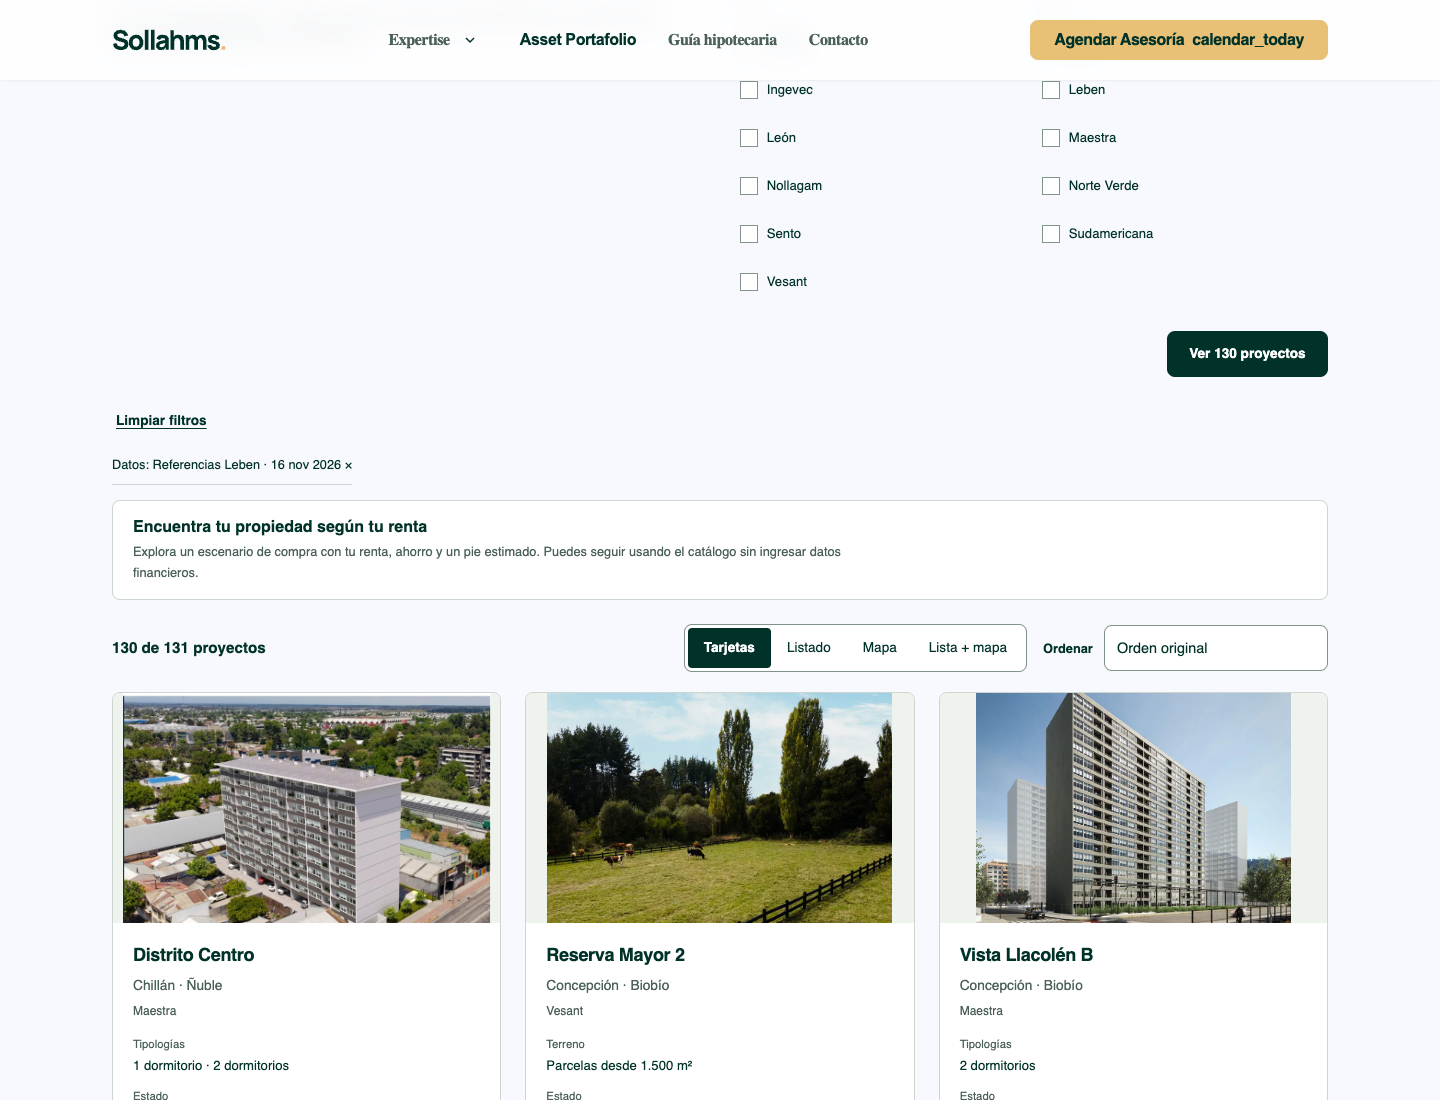 Sollahms.
Expertise
Asset Portafolio
Guía hipotecaria
Contacto
Agendar Asesoría calendar_today
Ingevec
Leben
León
Maestra
Nollagam
Norte Verde
Sento
Sudamericana
Vesant
Ver 130 proyectos
Limpiar filtros
Datos: Referencias Leben · 16 nov 2026 ×
Encuentra tu propiedad según tu renta
Explora un escenario de compra con tu renta, ahorro y un pie estimado. Puedes seguir usando el catálogo sin ingresar datos
financieros.
130 de 131 proyectos
Tarjetas
Listado
Mapa
Lista + mapa
Ordenar
Orden original
Distrito Centro
Chillán · Ñuble
Maestra
Tipologías
1 dormitorio · 2 dormitorios
Estado
Reserva Mayor 2
Concepción · Biobío
Vesant
Terreno
Parcelas desde 1.500 m²
Estado
Vista Llacolén B
Concepción · Biobío
Maestra
Tipologías
2 dormitorios
Estado